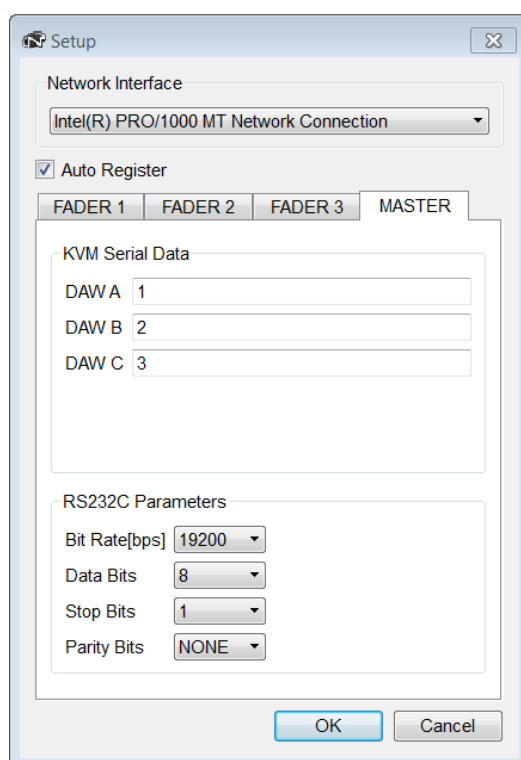 Setup
Network Interface
Intel(R) PRO/1000 MT Network Connection
Auto Register
FADER 1 FADER 2 FADER 3 MASTER
KVM Serial Data
DAW A 1
DAW B 2
DAW C 3
RS232C Parameters
Bit Rate[bps] 19200
Data Bits 8
Stop Bits 1
Parity Bits NONE
OK Cancel